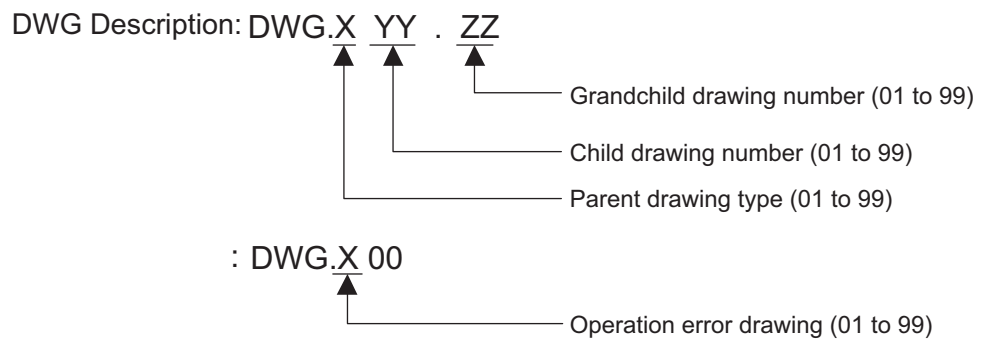 DWG Description: DWG.X YY . ZZ
Grandchild drawing number (01 to 99)
Child drawing number (01 to 99)
Parent drawing type (01 to 99)
: DWG.X 00
Operation error drawing (01 to 99)